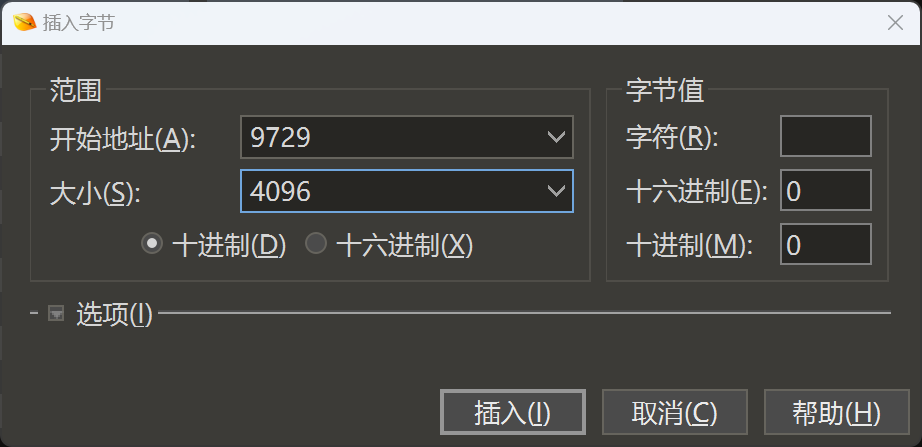 插入字节
范围
开始地址(A): 9729
大小(S): 4096
十进制(D) 十六进制(X)
字节值
字符(R):
十六进制(E): 0
十进制(M): 0
选项(I)
插入(I) 取消(C) 帮助(H)